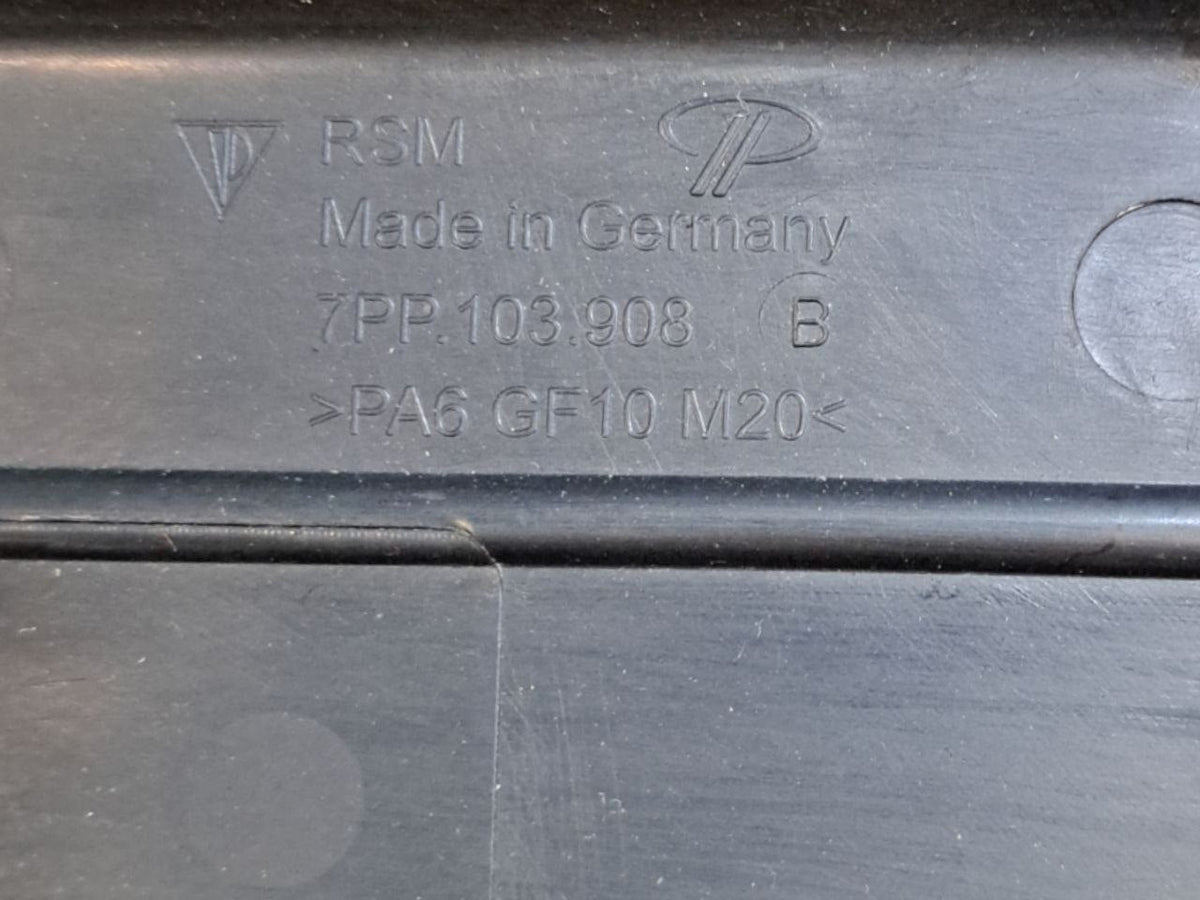 RSM
Made in Germany
7PP.103.908 B
>PA6 GF10 M20<